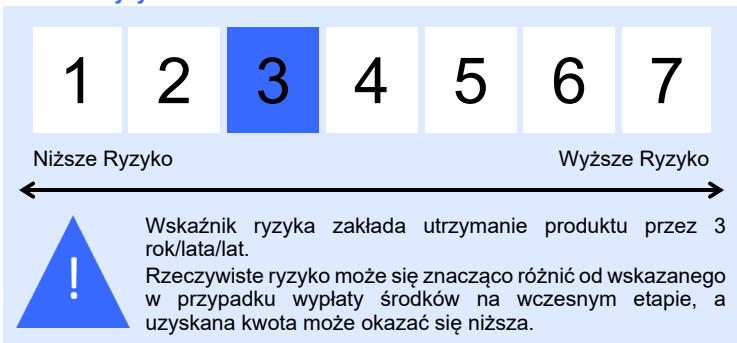 1 2 3 4 5 6 7
Niższe Ryzyko Wyższe Ryzyko
Wskaźnik ryzyka zakłada utrzymanie produktu przez 3
rok/lata/lat.
Rzeczywiste ryzyko może się znacząco różnić od wskazanego
w przypadku wypłaty środków na wczesnym etapie, a
uzyskana kwota może okazać się niższa.
!